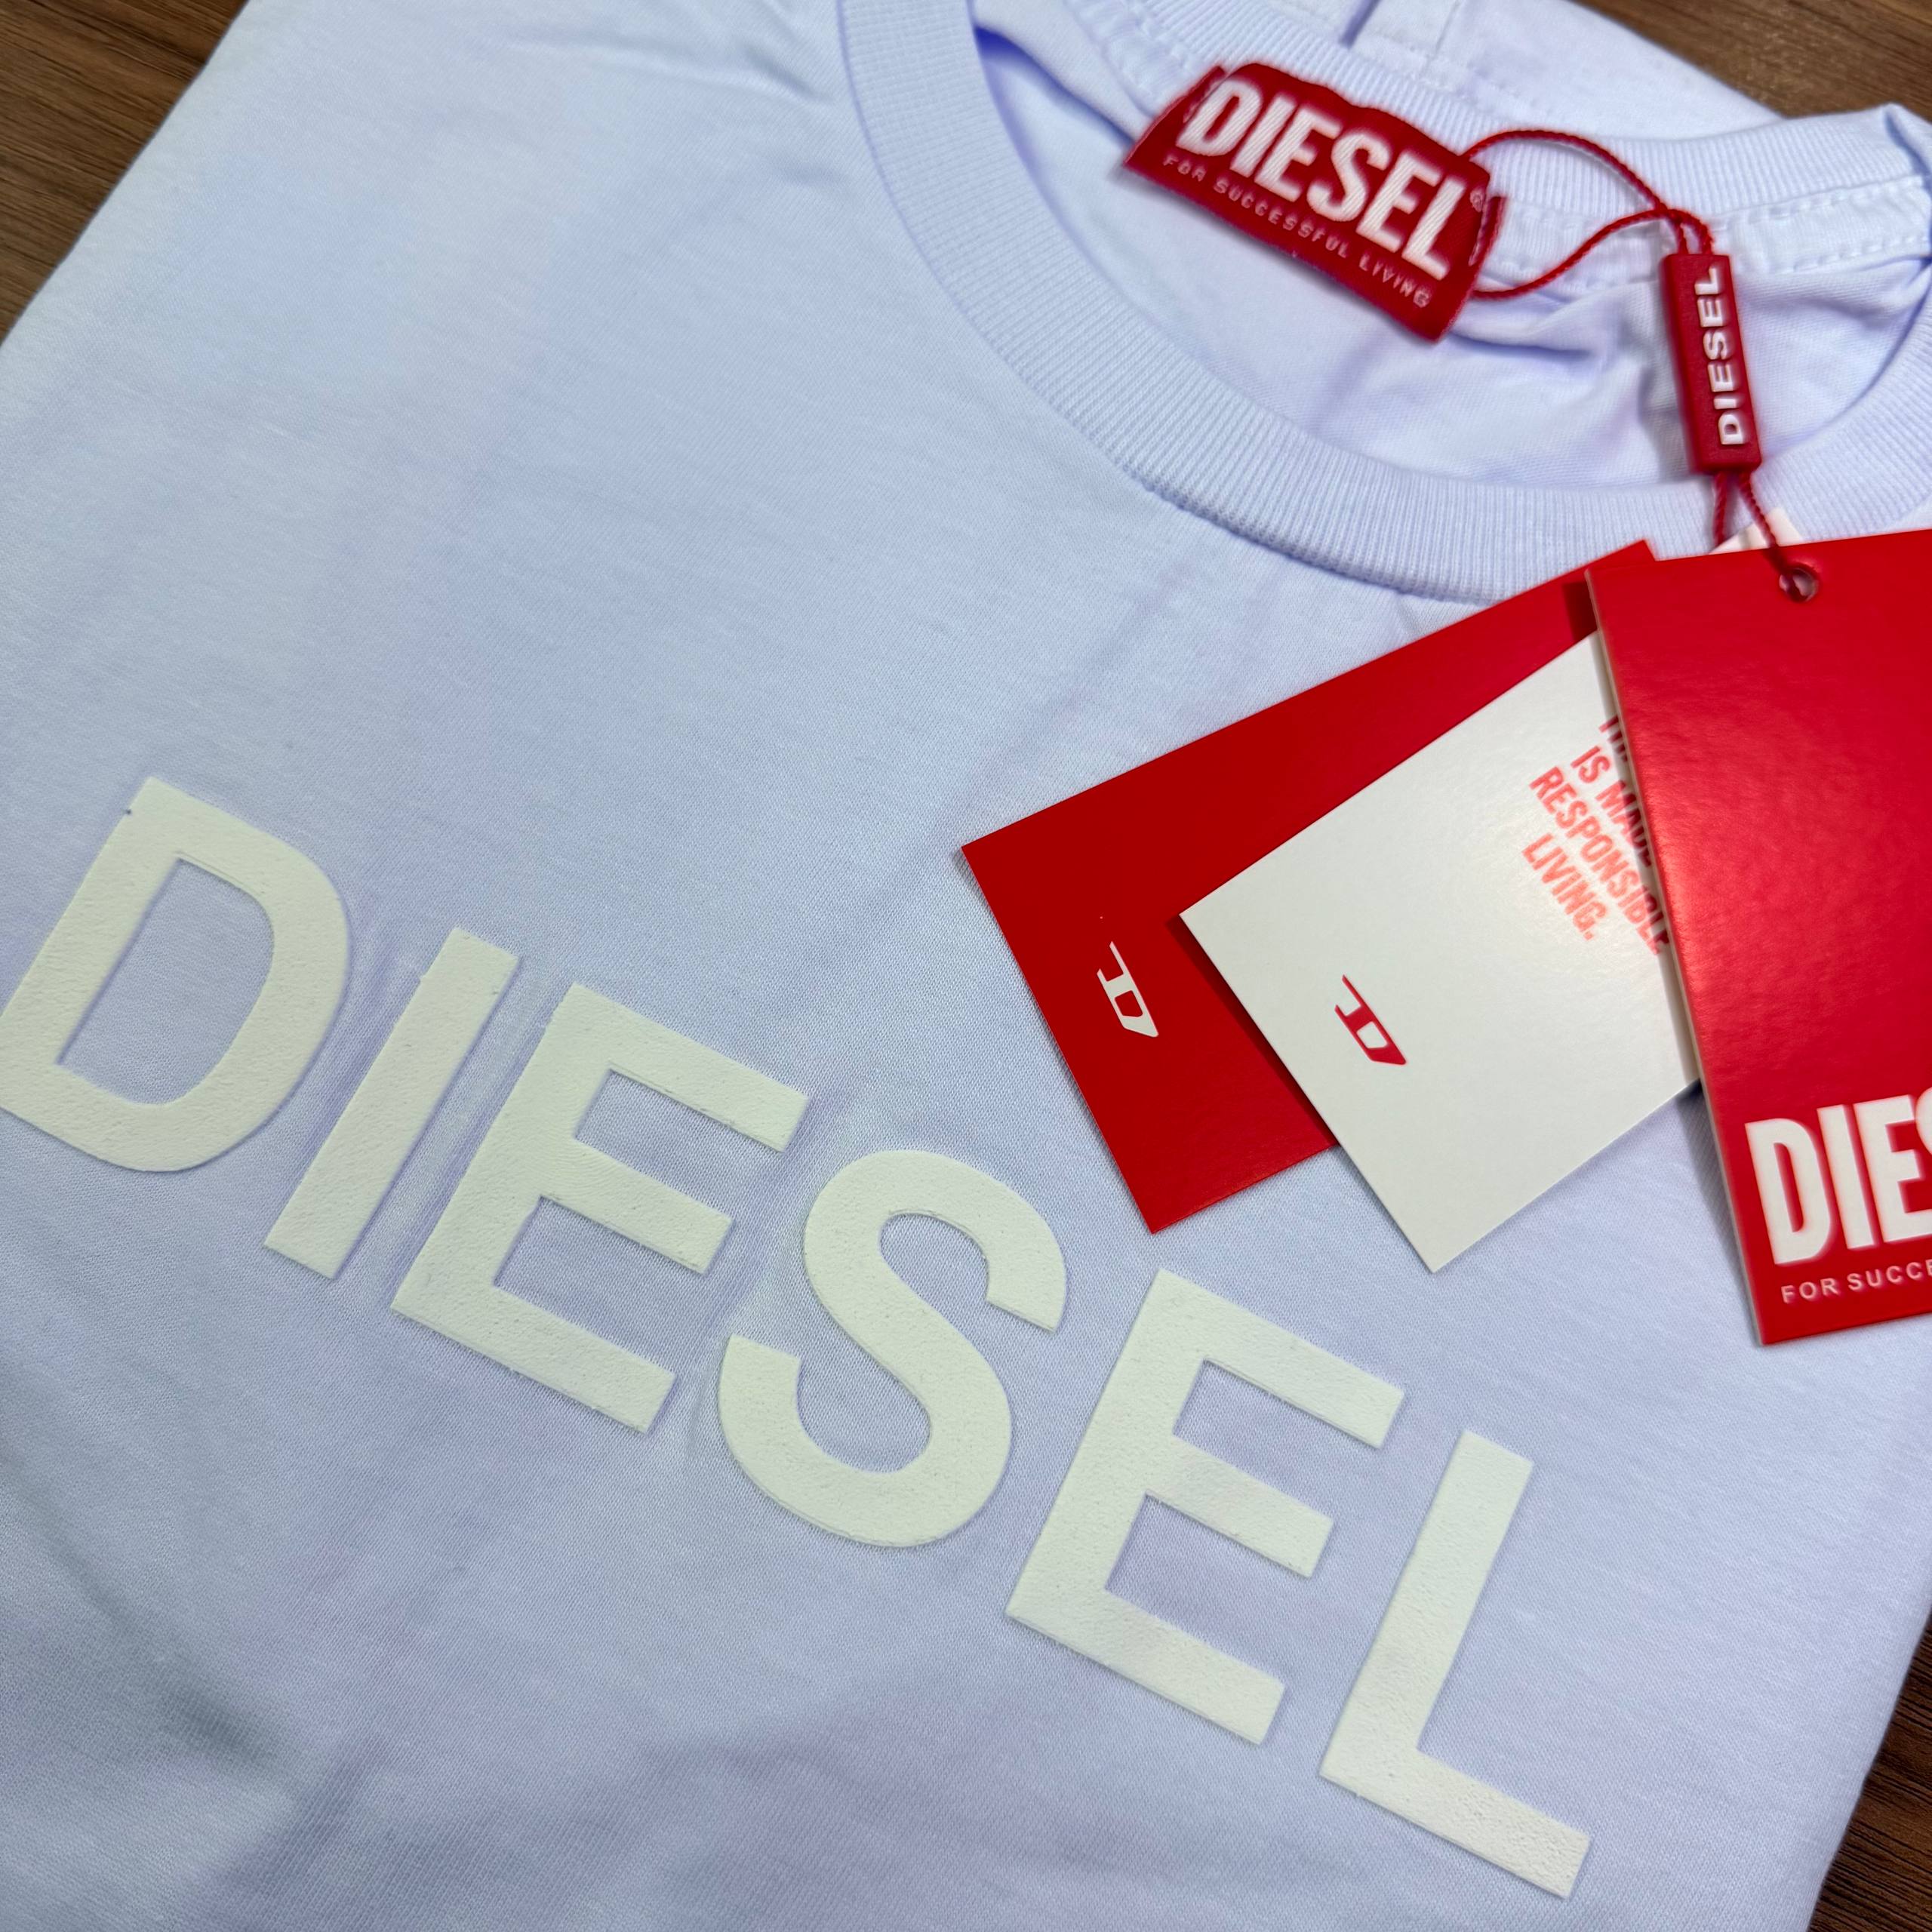 DIESEL®
FOR SUCCESSFUL LIVING
DIESEL
IS MADE
RESPONSIBLE
LIVING.
D
D
DIES
FOR SUCCE
DIESEL